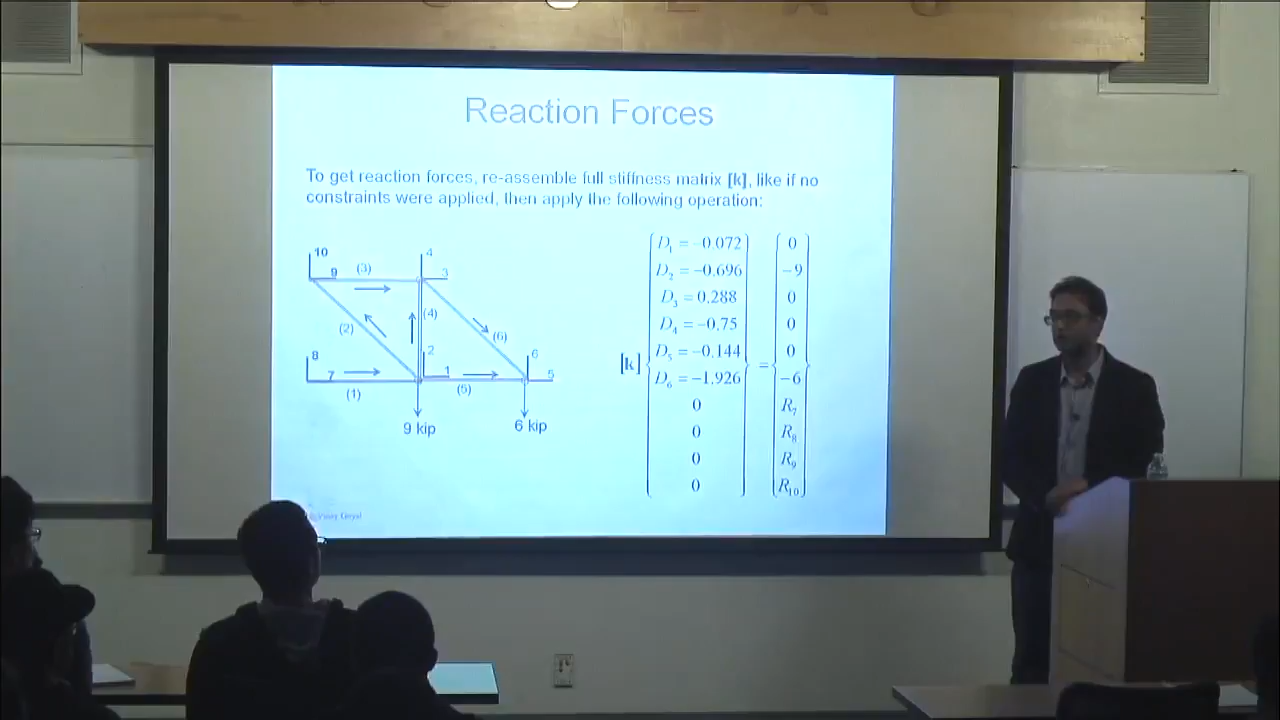 Reaction Forces
To get reaction forces, re-assemble full stiffness matrix [k], like if no
constraints were applied, then apply the following operation:
10
9
(3)
4
3
(2)
(4)
(6)
8
7
(1)
2
1
(5)
6
5
9 kip
6 kip
[k]
D₁ = −0.072
D₂ = −0.696
D₃ = 0.288
D₄ = −0.75
D₅ = −0.144
D₆ = −1.926
0
0
0
0
=
0
−9
0
0
0
−6
R₇
R₈
R₉
R₁₀
Goyal